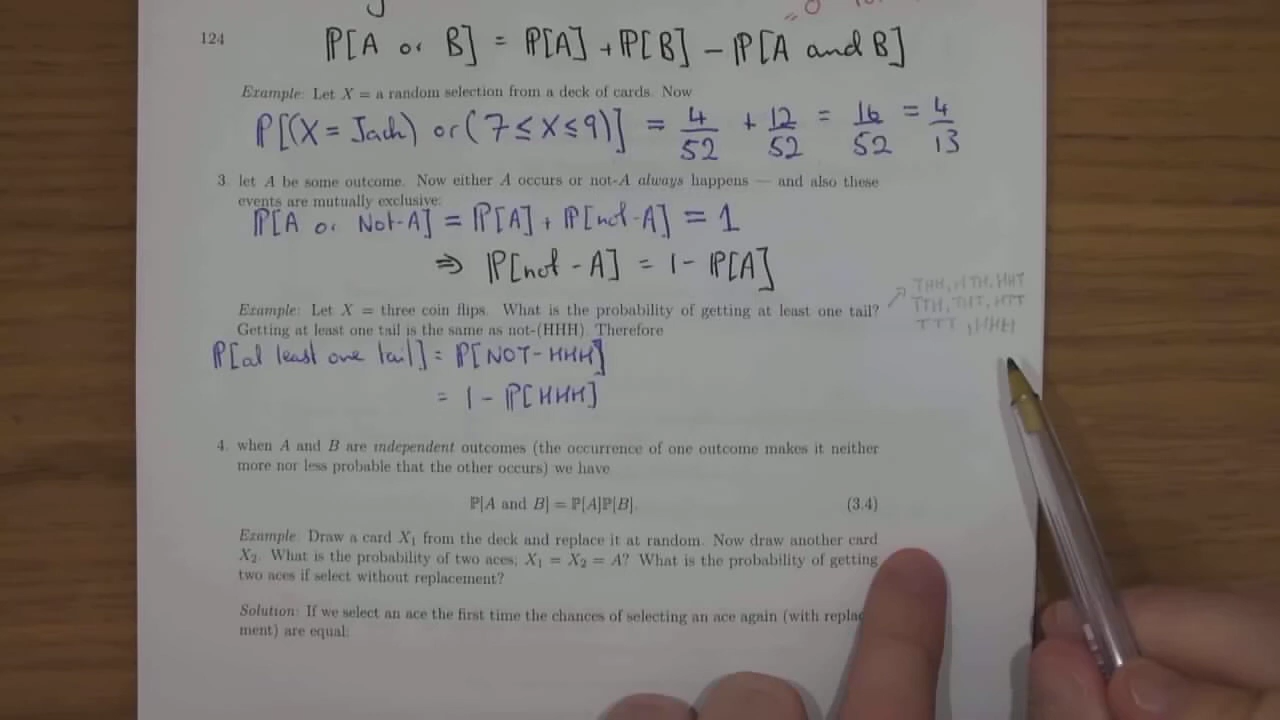 124
ℙ[A or B] = ℙ[A] + ℙ[B] − ℙ[A and B]
Example: Let X = a random selection from a deck of cards. Now
ℙ[(X = Jack) or (7 ≤ X ≤ 9)] = 4/52 + 12/52 = 16/52 = 4/13
3. let A be some outcome. Now either A occurs or not-A always happens — and also these
events are mutually exclusive:
ℙ[A or Not-A] = ℙ[A] + ℙ[not-A] = 1
⇒ ℙ[not-A] = 1 − ℙ[A]
Example: Let X = three coin flips. What is the probability of getting at least one tail?
Getting at least one tail is the same as not-(HHH). Therefore
THH, HTH, HHT
TTH, THT, HTT
TTT, HHH
ℙ[at least one tail] = ℙ[NOT-HHH]
= 1 − ℙ[HHH]
4. when A and B are independent outcomes (the occurrence of one outcome makes it neither
more nor less probable that the other occurs) we have
ℙ[A and B] = ℙ[A]ℙ[B]. (3.4)
Example: Draw a card X₁ from the deck and replace it at random. Now draw another card
X₂. What is the probability of two aces; X₁ = X₂ = A? What is the probability of getting
two aces if select without replacement?
Solution: If we select an ace the first time the chances of selecting an ace again (with replace
ment) are equal: